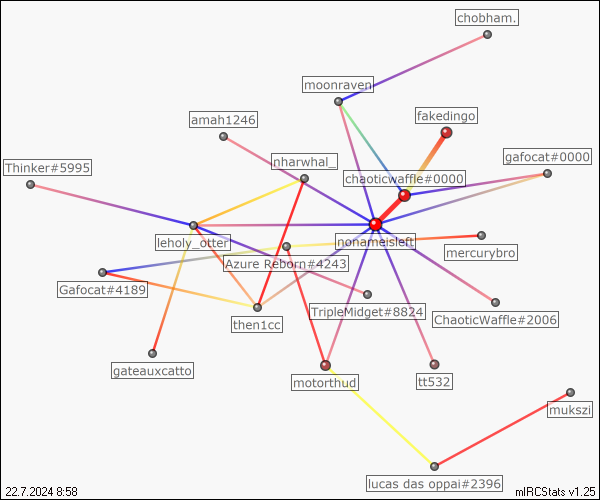 chobham.
moonraven
fakedingo
amah1246
nharwhal_
gafocat#0000
Thinker#5995
chaoticwaffle#0000
leholy_otter
nonameisleft
mercurybro
Azure Reborn#4243
Gafocat#4189
TripleMidget#8824
ChaoticWaffle#2006
then1cc
gateauxcatto
motorthud
tt532
mukszi
lucas das oppai#2396
22.7.2024 8:58
mIRCStats v1.25